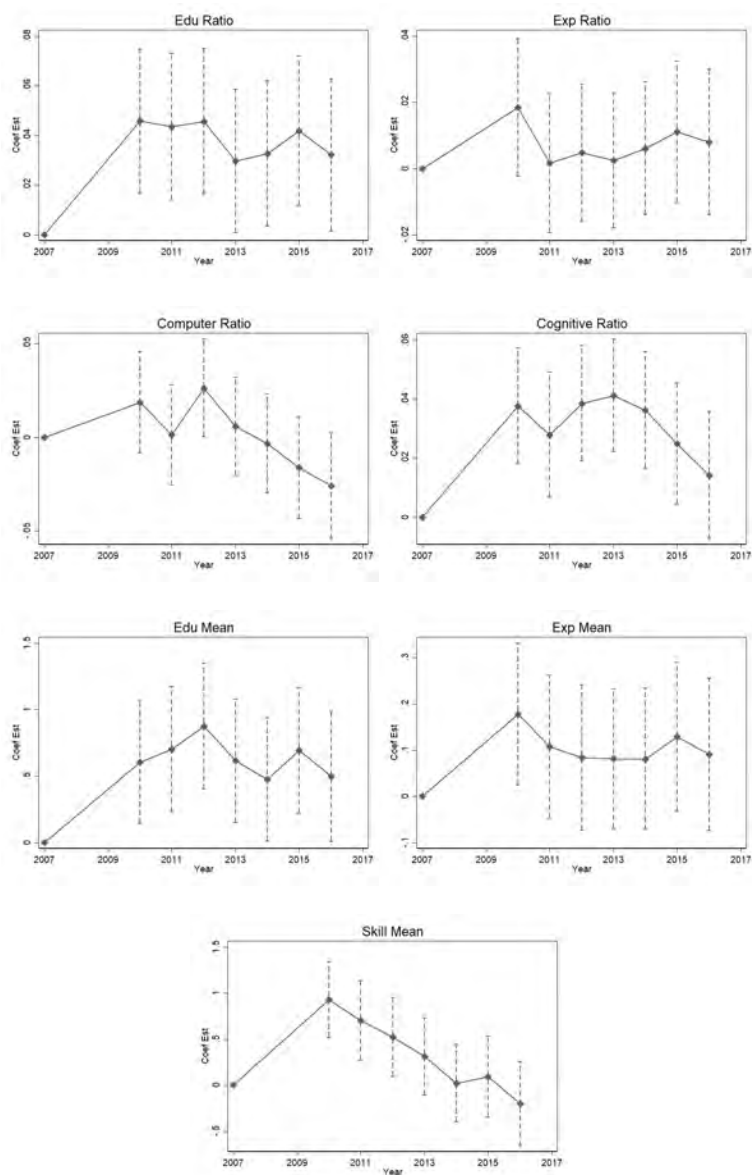 Edu Ratio
Coef Est
0 .02 .04 .06 .08
2007 2009 2011 2013 2015 2017
Year
Exp Ratio
Coef Est
-.02 0 .02 .04
2007 2009 2011 2013 2015 2017
Year
Computer Ratio
Coef Est
-.05 0 .05
2007 2009 2011 2013 2015 2017
Year
Cognitive Ratio
Coef Est
0 .02 .04 .06
2007 2009 2011 2013 2015 2017
Year
Edu Mean
Coef Est
0 .5 1 1.5
2007 2009 2011 2013 2015 2017
Year
Exp Mean
Coef Est
-.1 0 .1 .2 .3
2007 2009 2011 2013 2015 2017
Year
Skill Mean
Coef Est
-.5 0 .5 1 1.5
2007 2009 2011 2013 2015 2017
Year